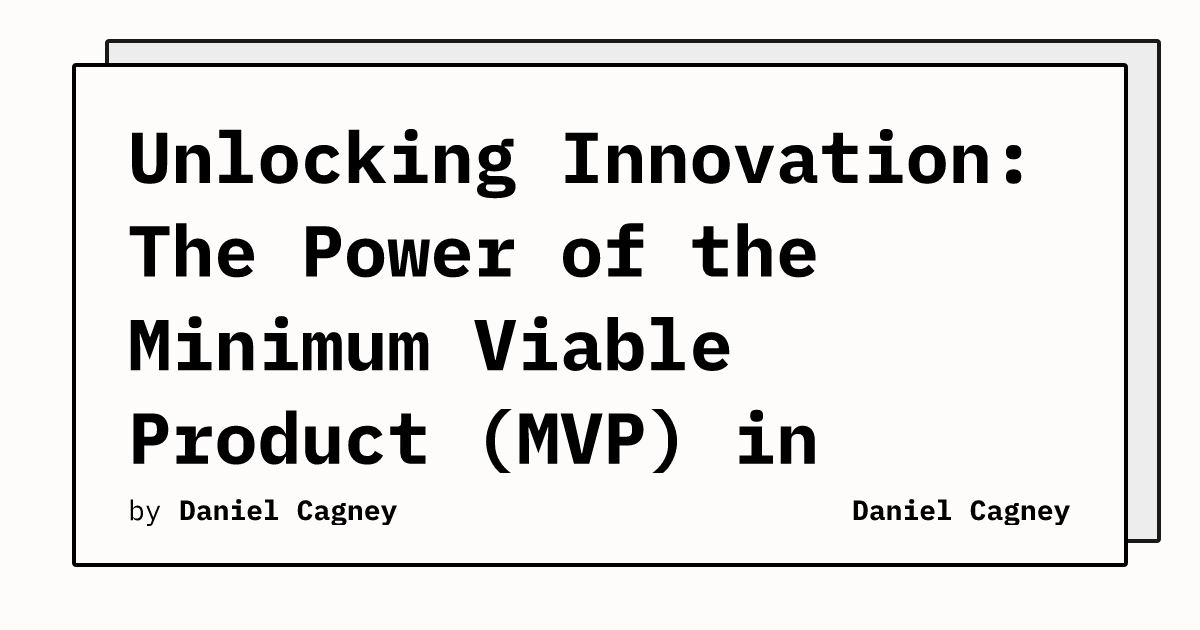 Unlocking Innovation:
The Power of the
Minimum Viable
Product (MVP) in
by Daniel Cagney
Daniel Cagney